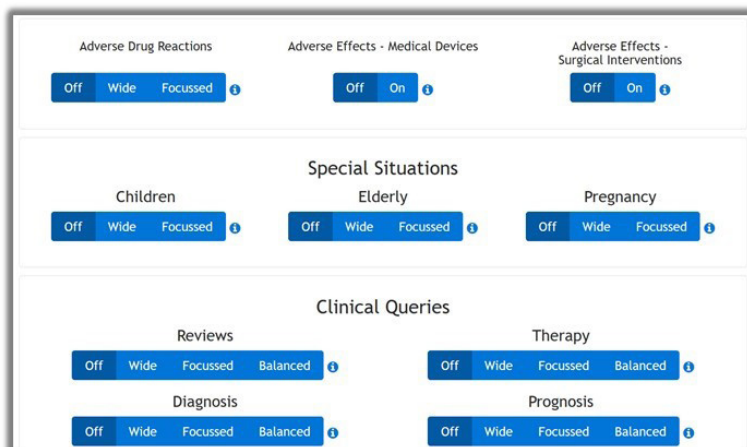 Adverse Drug Reactions
Adverse Effects - Medical Devices
Adverse Effects -
Surgical Interventions
Off Wide Focussed
Off On
Off On
Special Situations
Children
Elderly
Pregnancy
Off Wide Focussed
Off Wide Focussed
Off Wide Focussed
Clinical Queries
Reviews
Therapy
Off Wide Focussed Balanced
Off Wide Focussed Balanced
Diagnosis
Prognosis
Off Wide Focussed Balanced
Off Wide Focussed Balanced